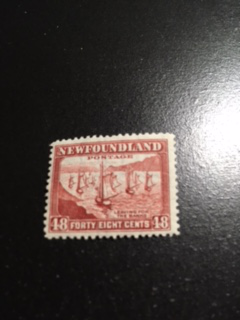 NEWFOUNDLAND
POSTAGE
48 FORTY EIGHT CENTS 48